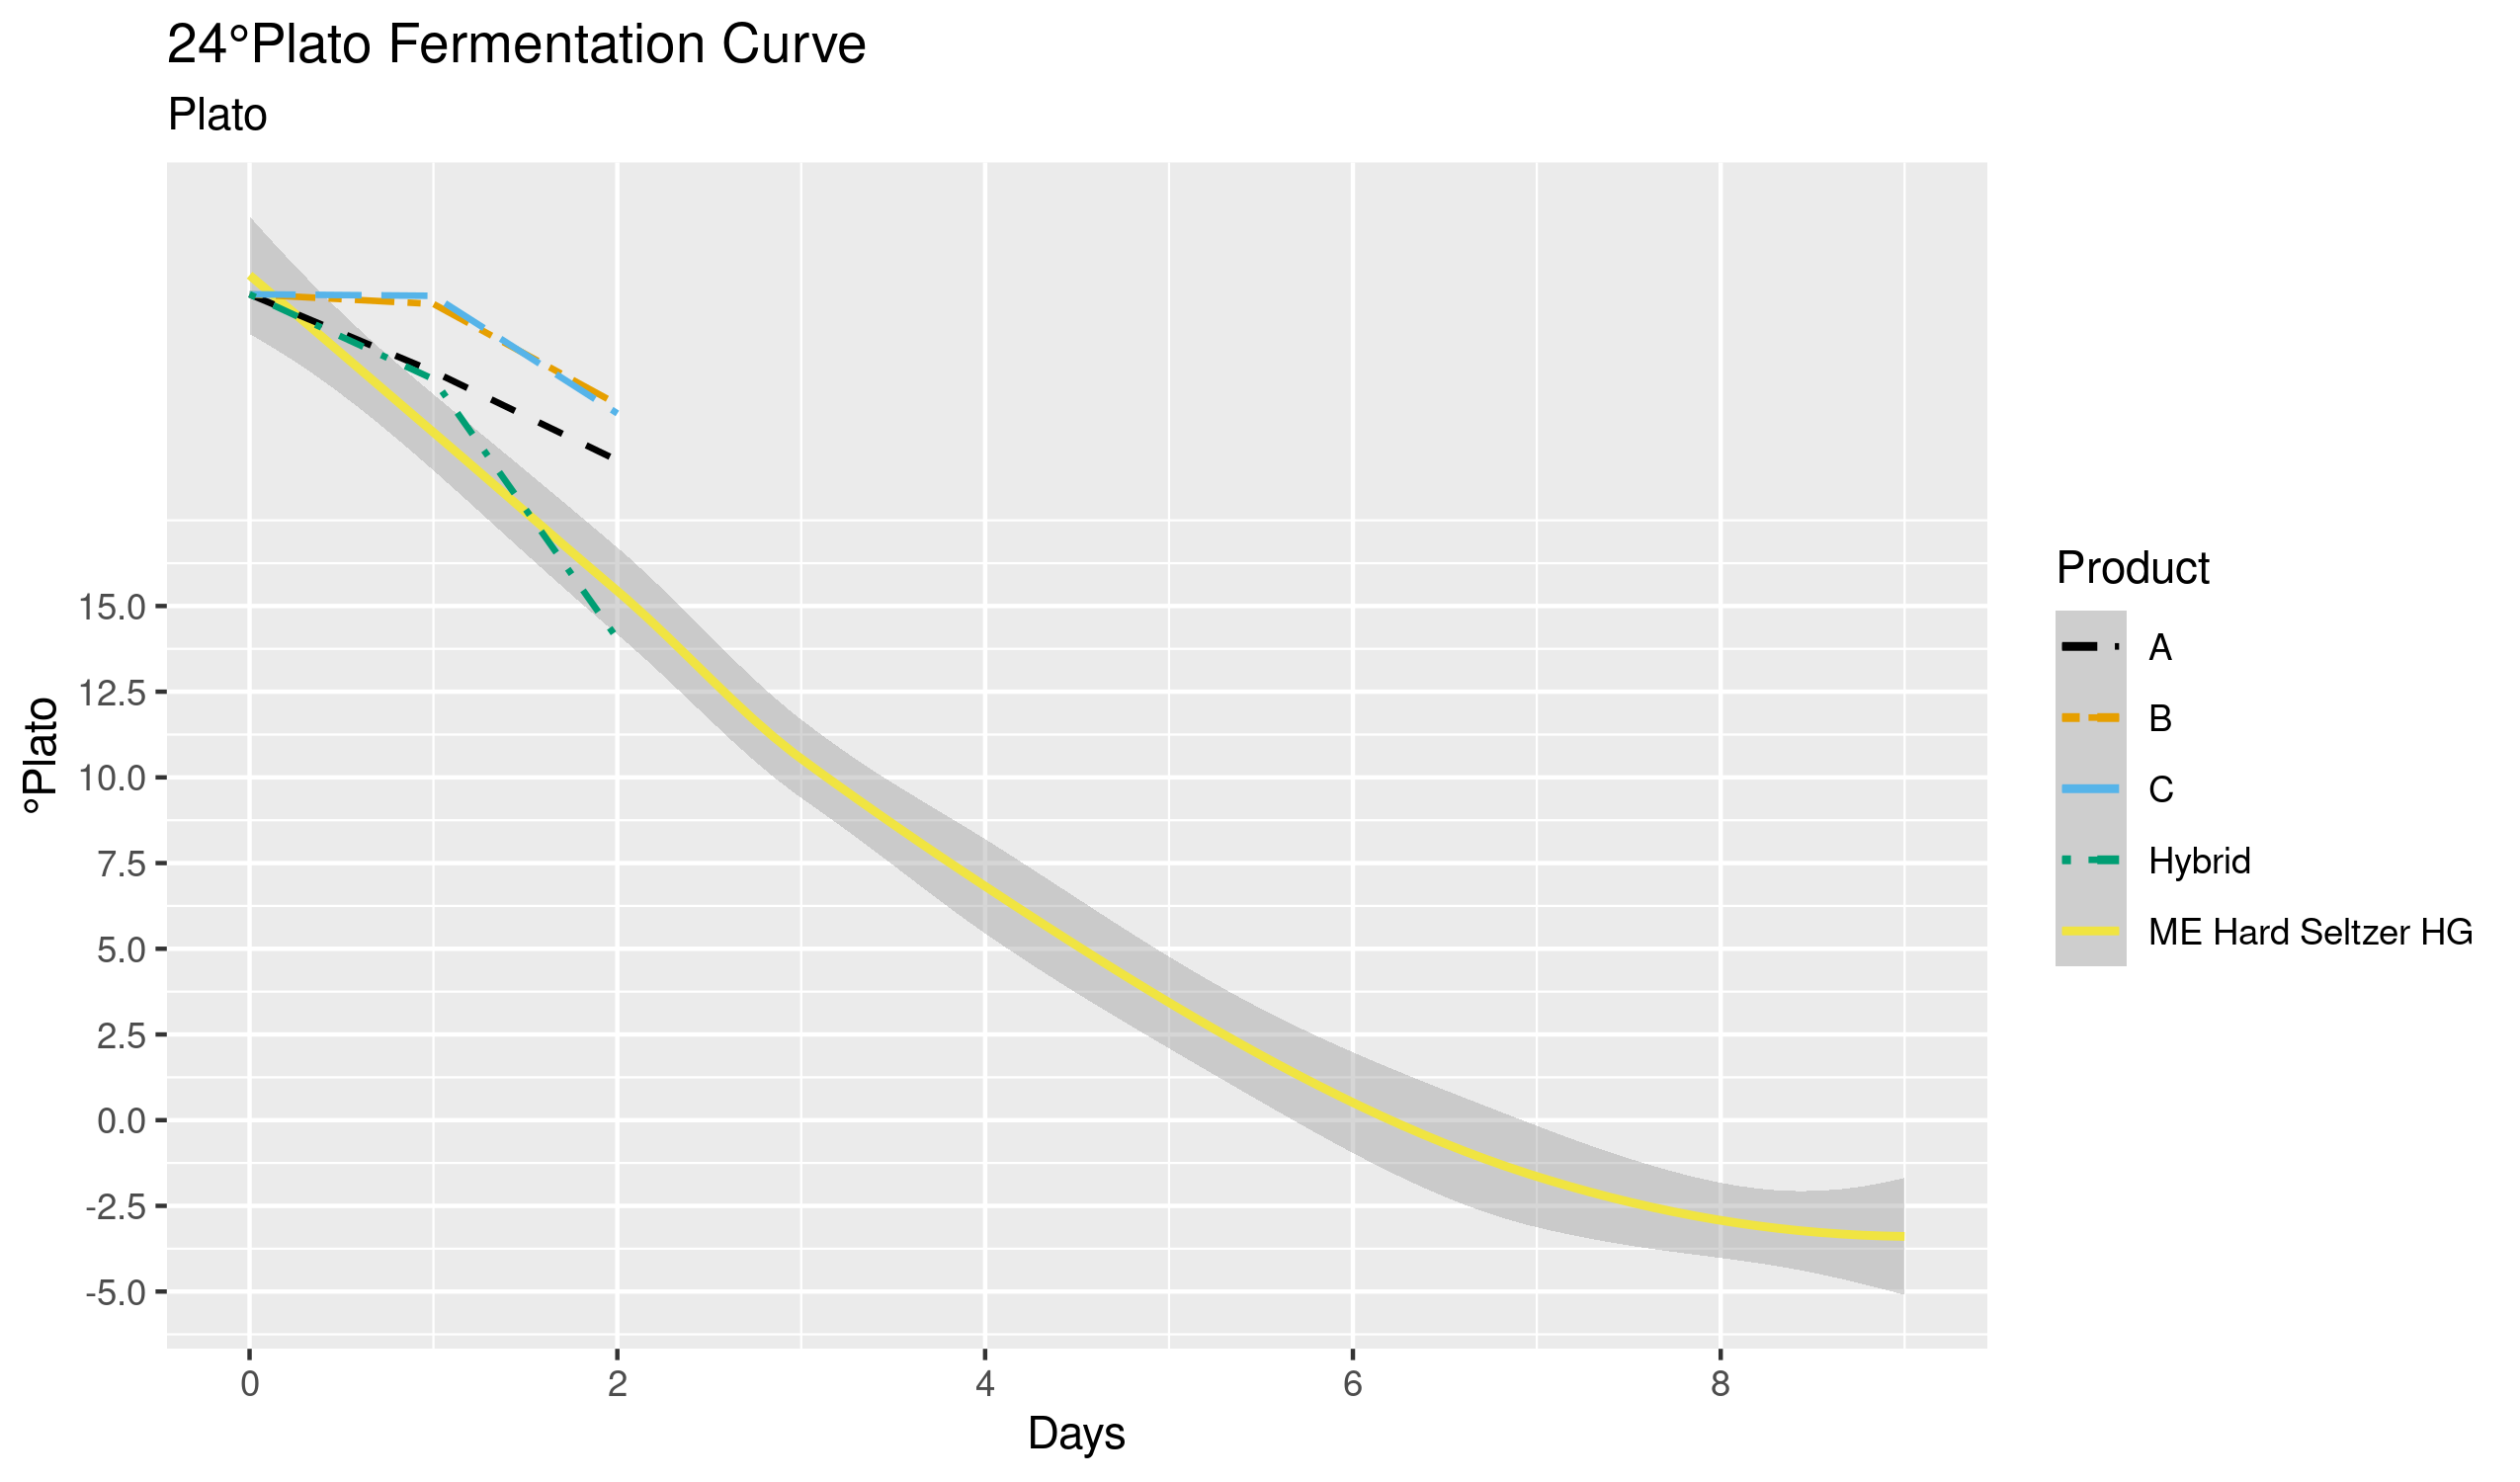 24°Plato Fermentation Curve
Plato
°Plato
15.0
12.5
10.0
7.5
5.0
2.5
0.0
-2.5
-5.0
0 2 4 6 8
Days
Product
A
B
C
Hybrid
ME Hard Seltzer HG